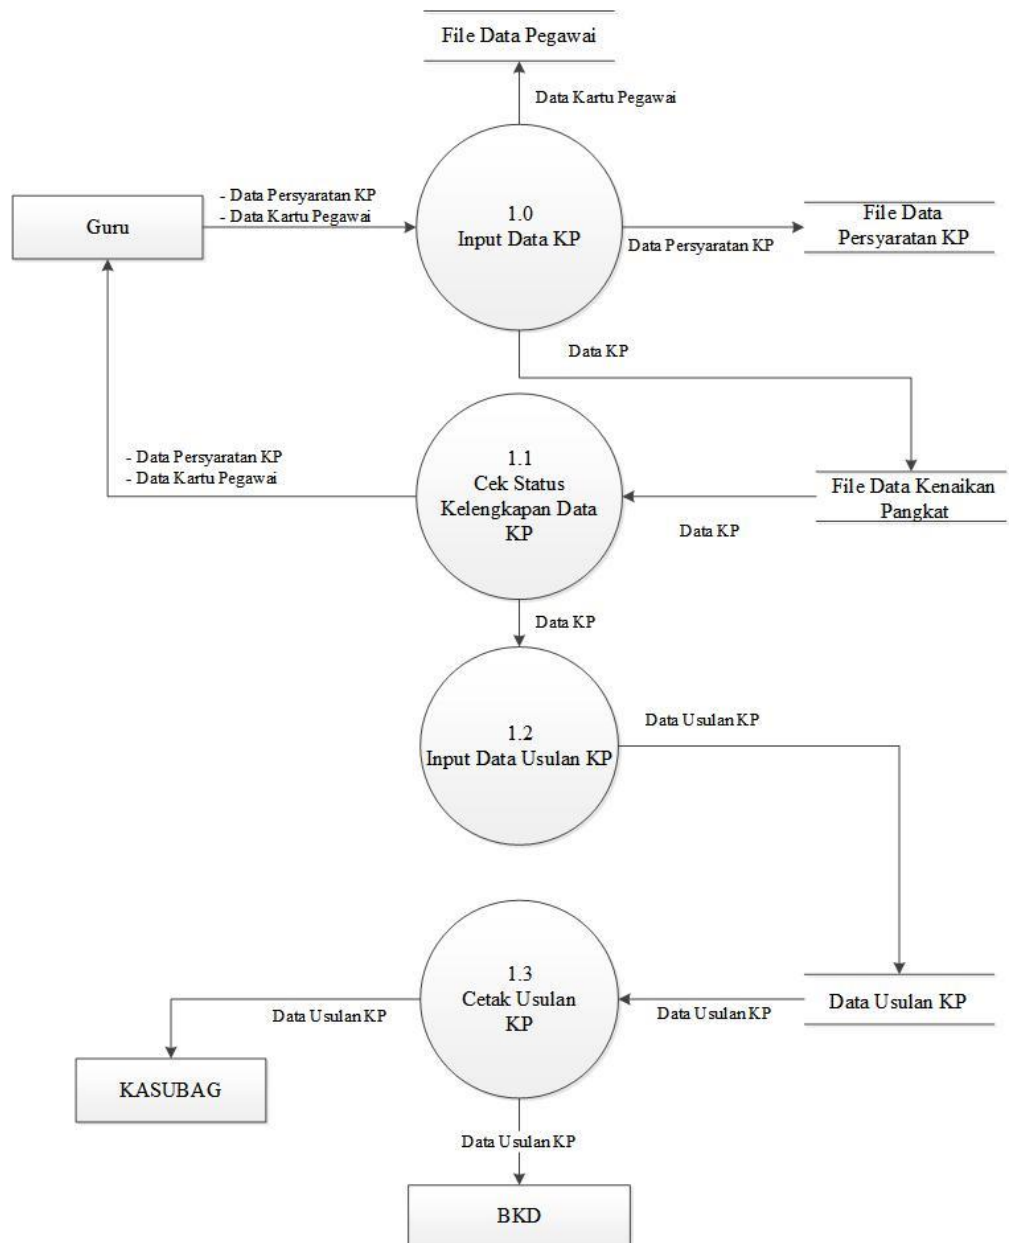 File Data Pegawai
Data Kartu Pegawai
- Data Persyaratan KP
- Data Kartu Pegawai
Guru
1.0
Input Data KP
Data Persyaratan KP
File Data
Persyaratan KP
Data KP
- Data Persyaratan KP
- Data Kartu Pegawai
1.1
Cek Status
Kelengkapan Data
KP
Data KP
File Data Kenaikan
Pangkat
Data KP
1.2
Input Data Usulan KP
Data Usulan KP
1.3
Cetak Usulan
KP
Data Usulan KP
Data Usulan KP
Data Usulan KP
KASUBAG
Data Usulan KP
BKD